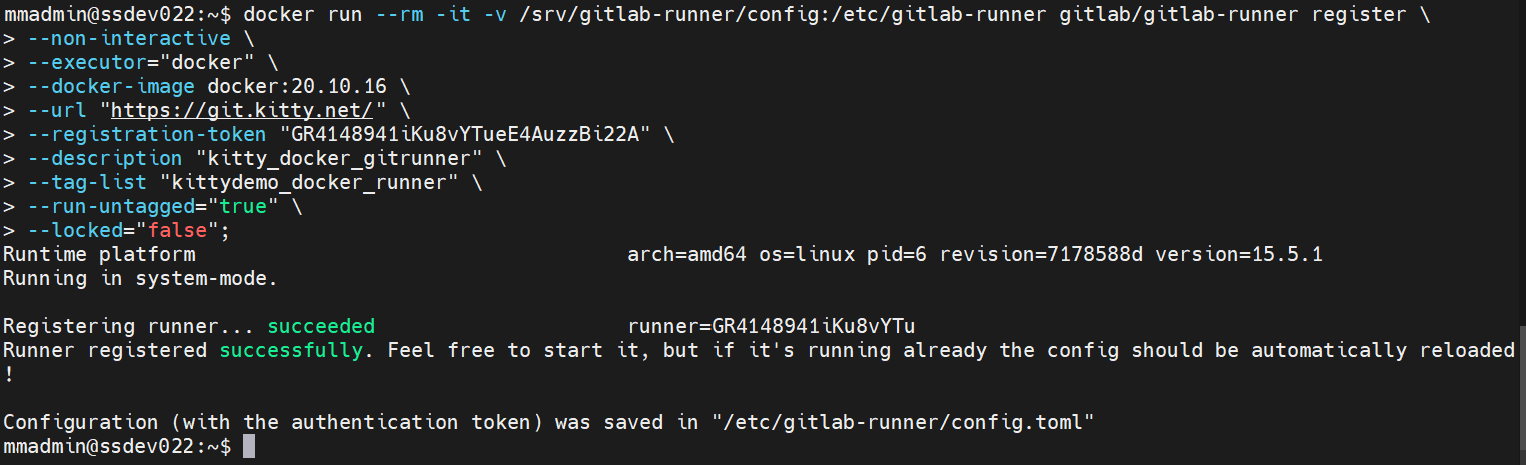 mmadmin@ssdev022:~$ docker run --rm -it -v /srv/gitlab-runner/config:/etc/gitlab-runner gitlab/gitlab-runner register \
> --non-interactive \
> --executor="docker" \
> --docker-image docker:20.10.16 \
> --url "https://git.kitty.net/" \
> --registration-token "GR4148941iKu8vYTueE4AuzzBi22A" \
> --description "kitty_docker_gitrunner" \
> --tag-list "kittydemo_docker_runner" \
> --run-untagged="true" \
> --locked="false";
Runtime platform                                    arch=amd64 os=linux pid=6 revision=7178588d version=15.5.1
Running in system-mode.

Registering runner... succeeded                     runner=GR4148941iKu8vYTu
Runner registered successfully. Feel free to start it, but if it's running already the config should be automatically reloaded
!

Configuration (with the authentication token) was saved in "/etc/gitlab-runner/config.toml"
mmadmin@ssdev022:~$